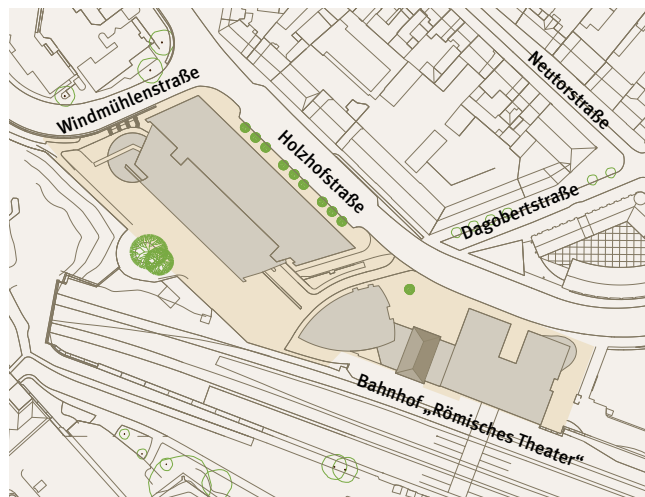 Neutorstraße
Windmühlenstraße
Holzhofstraße
Dagobertstraße
Bahnhof „Römisches Theater“